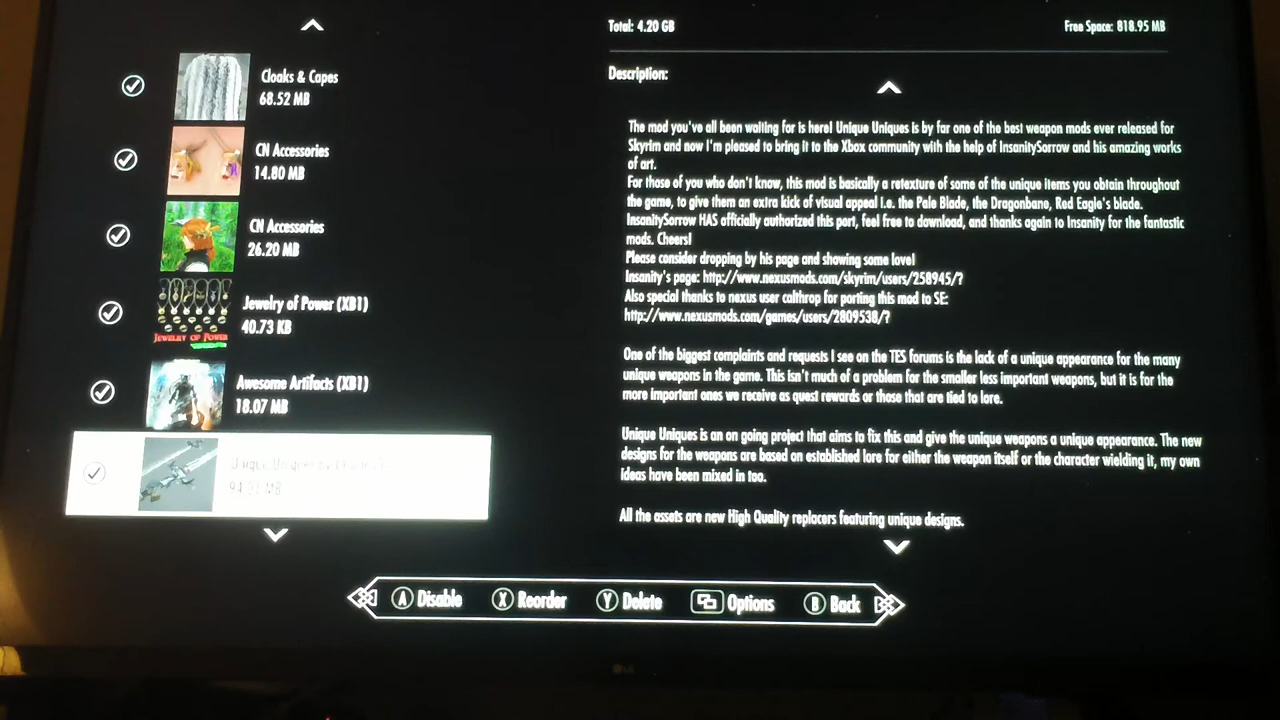 Total: 4.20 GB
Free Space: 818.95 MB
Cloaks & Capes
68.52 MB
CN Accessories
14.80 MB
CN Accessories
26.20 MB
JEWELRY OF POWER
Jewelry of Power (XB1)
40.73 KB
Awesome Artifacts (XB1)
18.07 MB
Unique Uniques by
MB
Description:
The mod you've all been waiting for is here! Unique Uniques is by far one of the best weapon mods ever released for
Skyrim and now I'm pleased to bring it to the Xbox community with the help of InsanitySorrow and his amazing works
of art.
For those of you who don't know, this mod is basically a retexture of some of the unique items you obtain throughout
the game, to give them an extra kick of visual appeal i.e. the Pale Blade, the Dragonbane, Red Eagle's blade.
InsanitySorrow HAS officially authorized this port, feel free to download, and thanks again to Insanity for the fantastic
mods. Cheers!
Please consider dropping by his page and showing some love!
Insanity's page: http://www.nexusmods.com/skyrim/users/258945/?
Also special thanks to nexus user calthrop for porting this mod to SE:
http://www.nexusmods.com/games/users/2809538/?
One of the biggest complaints and requests I see on the TES forums is the lack of a unique appearance for the many
unique weapons in the game. This isn't much of a problem for the smaller less important weapons, but it is for the
more important ones we receive as quest rewards or those that are tied to lore.
Unique Uniques is an on going project that aims to fix this and give the unique weapons a unique appearance. The new
designs for the weapons are based on established lore for either the weapon itself or the character wielding it, my own
ideas have been mixed in too.
All the assets are new High Quality replacers featuring unique designs.
A Disable X Reorder Y Delete Options B Back
LG